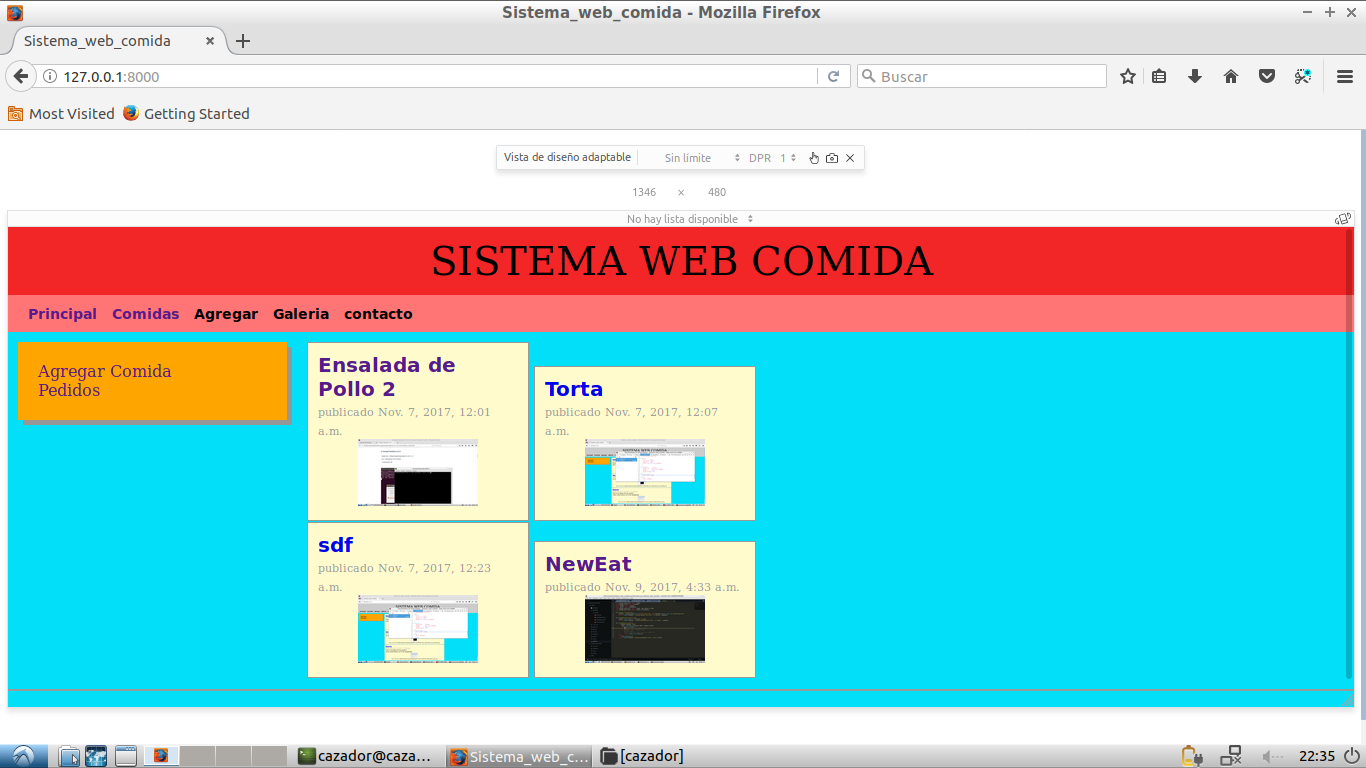 Sistema_web_comida - Mozilla Firefox
Sistema_web_comida
127.0.0.1:8000
Buscar
Most Visited
Getting Started
Vista de diseño adaptable
Sin límite
DPR 1
1346 × 480
No hay lista disponible
SISTEMA WEB COMIDA
Principal Comidas Agregar Galeria contacto
Agregar Comida
Pedidos
Ensalada de
Pollo 2
publicado Nov. 7, 2017, 12:01
a.m.
Torta
publicado Nov. 7, 2017, 12:07
a.m.
sdf
publicado Nov. 7, 2017, 12:23
a.m.
NewEat
publicado Nov. 9, 2017, 4:33 a.m.
cazador@caza...
Sistema_web_c...
[cazador]
22:35